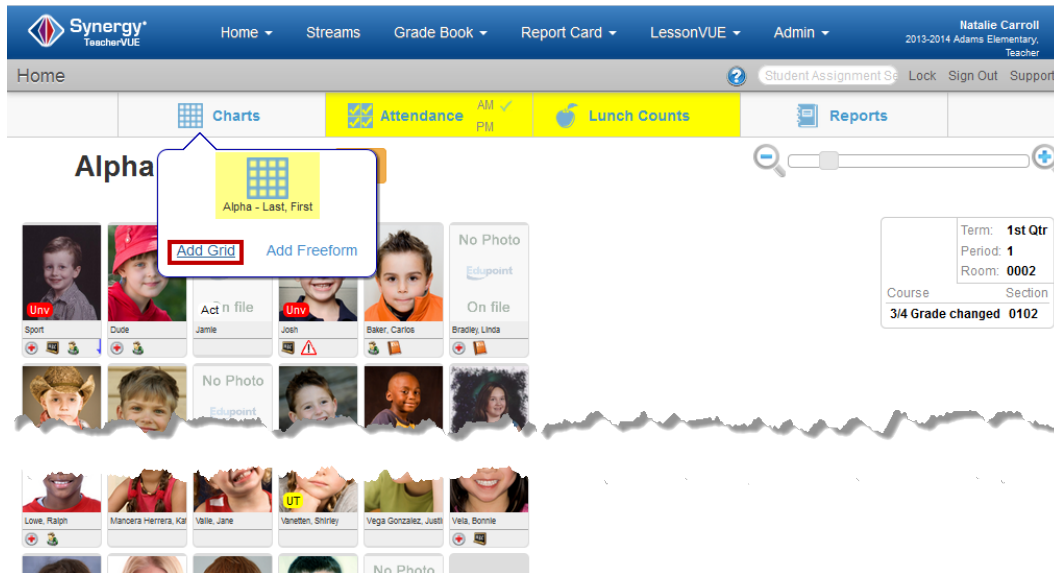 Synergy
TeacherVUE
Home Streams Grade Book Report Card LessonVUE Admin
Natalie Carroll
2013-2014 Adams Elementary,
Teacher
Home
? Student Assignment Se Lock Sign Out Support
Charts Attendance AM PM Lunch Counts Reports
Alpha
Alpha - Last, First
Add Grid Add Freeform
Term: 1st Qtr
Period: 1
Room: 0002
Course Section
3/4 Grade changed 0102
No Photo
Edupoint
On file
Unv Act n file Unv
Sport Dude Jamie Josh Baker, Carlos Bradley, Linda
No Photo
Edupoint
UT
Lowe, Ralph Mancera Herrera, Kat Valle, Jane Vanetten, Shirley Vega Gonzalez, Justi Vela, Bonnie
No Photo